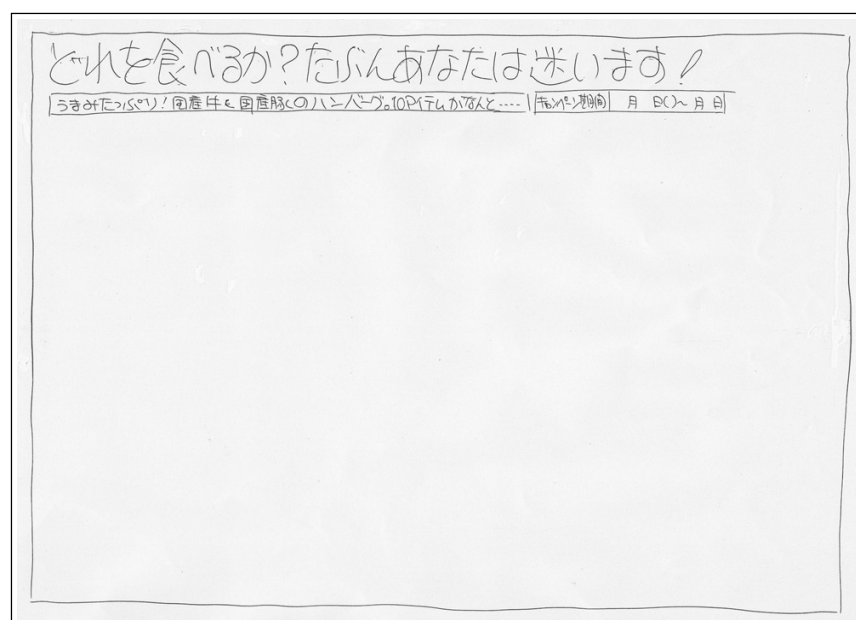 どれを食べるか?たぶんあなたは迷います!
うまみたっぷり!国産牛と国産豚のハンバーグ。10アイテムがなんと‥‥ キャンペーン期間 月 日()~ 月 日